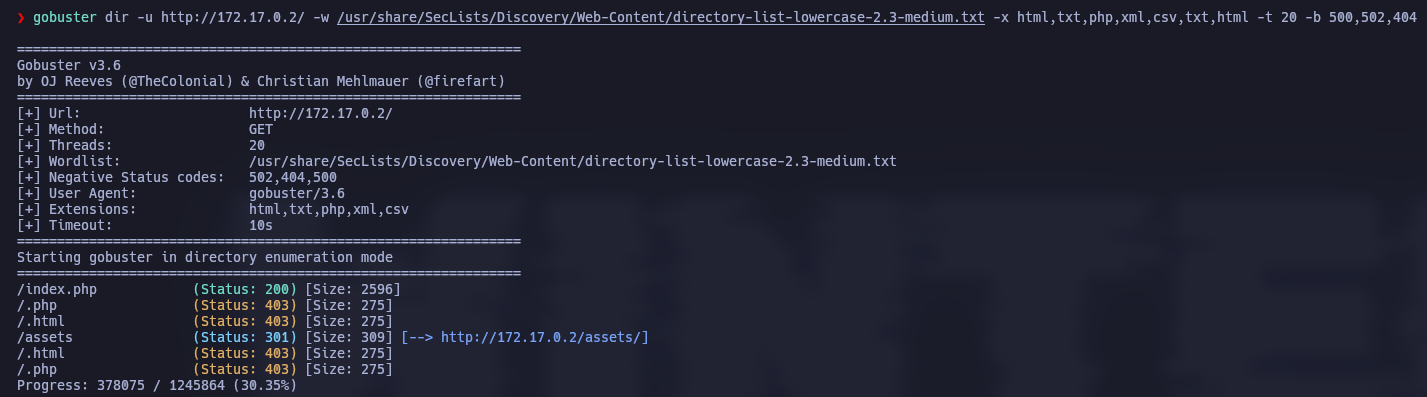 ❯ gobuster dir -u http://172.17.0.2/ -w /usr/share/SecLists/Discovery/Web-Content/directory-list-lowercase-2.3-medium.txt -x html,txt,php,xml,csv,txt,html -t 20 -b 500,502,404
===============================================================
Gobuster v3.6
by OJ Reeves (@TheColonial) & Christian Mehlmauer (@firefart)
===============================================================
[+] Url:                     http://172.17.0.2/
[+] Method:                  GET
[+] Threads:                 20
[+] Wordlist:                /usr/share/SecLists/Discovery/Web-Content/directory-list-lowercase-2.3-medium.txt
[+] Negative Status codes:   502,404,500
[+] User Agent:              gobuster/3.6
[+] Extensions:              html,txt,php,xml,csv
[+] Timeout:                 10s
===============================================================
Starting gobuster in directory enumeration mode
===============================================================
/index.php            (Status: 200) [Size: 2596]
/.php                 (Status: 403) [Size: 275]
/.html                (Status: 403) [Size: 275]
/assets               (Status: 301) [Size: 309] [--> http://172.17.0.2/assets/]
/.html                (Status: 403) [Size: 275]
/.php                 (Status: 403) [Size: 275]
Progress: 378075 / 1245864 (30.35%)